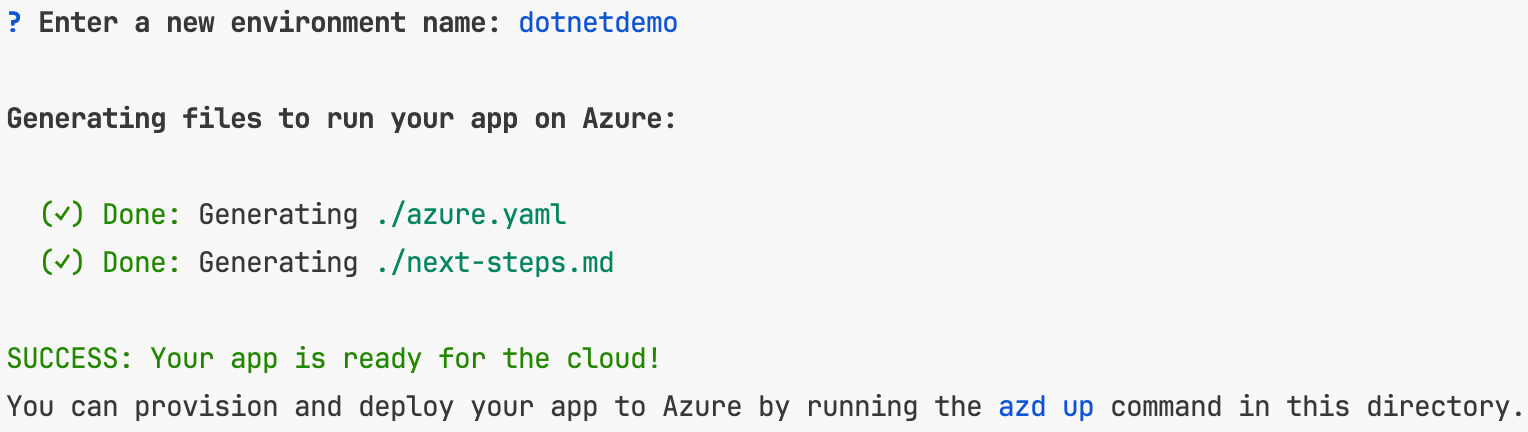 ? Enter a new environment name: dotnetdemo
Generating files to run your app on Azure:
(✓) Done: Generating ./azure.yaml
(✓) Done: Generating ./next-steps.md
SUCCESS: Your app is ready for the cloud!
You can provision and deploy your app to Azure by running the azd up command in this directory.